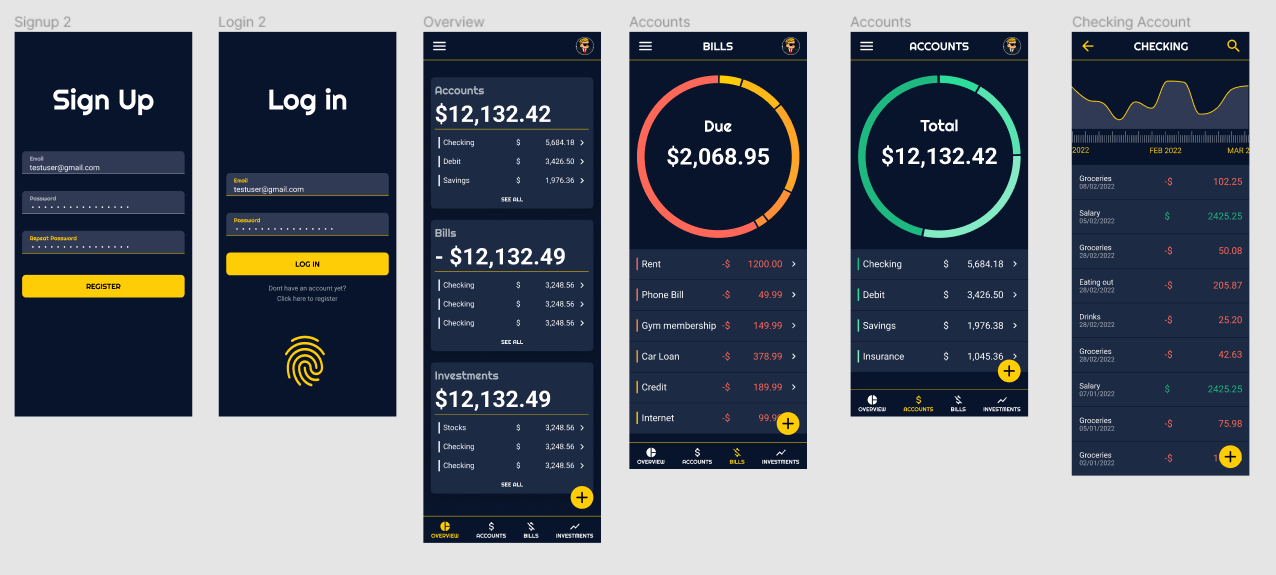 Signup 2
Sign Up
Email
testuser@gmail.com
Password
Repeat Password
REGISTER
Login 2
Log in
Email
testuser@gmail.com
Password
LOG IN
Dont have an account yet?
Click here to register
Overview
Accounts
$12,132.42
Checking $ 5,684.18 >
Debit $ 3,426.50 >
Savings $ 1,976.36 >
SEE ALL
Bills
- $12,132.49
Checking $ 3,248.56 >
Checking $ 3,248.56 >
Checking $ 3,248.56 >
SEE ALL
Investments
$12,132.49
Stocks $ 3,248.56 >
Checking $ 3,248.56 >
Checking $ 3,248.56 >
SEE ALL
+
OVERVIEW ACCOUNTS BILLS INVESTMENTS
Accounts
BILLS
Due
$2,068.95
Rent -$ 1200.00 >
Phone Bill -$ 49.99 >
Gym membership -$ 149.99 >
Car Loan -$ 378.99 >
Credit -$ 189.99 >
Internet -$ 99.9
+
OVERVIEW ACCOUNTS BILLS INVESTMENTS
Accounts
ACCOUNTS
Total
$12,132.42
Checking $ 5,684.18 >
Debit $ 3,426.50 >
Savings $ 1,976.38 >
Insurance $ 1,045.36 >
+
OVERVIEW ACCOUNTS BILLS INVESTMENTS
Checking Account
CHECKING
2022 FEB 2022 MAR 2
Groceries -$ 102.25
08/02/2022
Salary $ 2425.25
05/02/2022
Groceries -$ 50.08
28/02/2022
Eating out -$ 205.87
28/02/2022
Drinks -$ 25.20
28/02/2022
Groceries -$ 42.63
28/02/2022
Salary $ 2425.25
07/01/2022
Groceries -$ 75.98
05/01/2022
Groceries -$ 1
02/01/2022
+